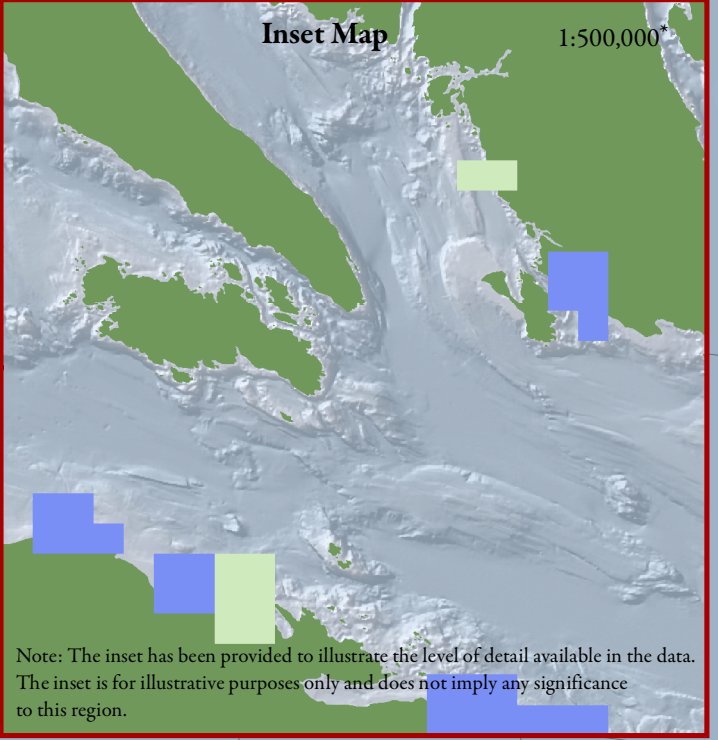 Inset Map
1:500,000*
Note: The inset has been provided to illustrate the level of detail available in the data.
The inset is for illustrative purposes only and does not imply any significance
to this region.